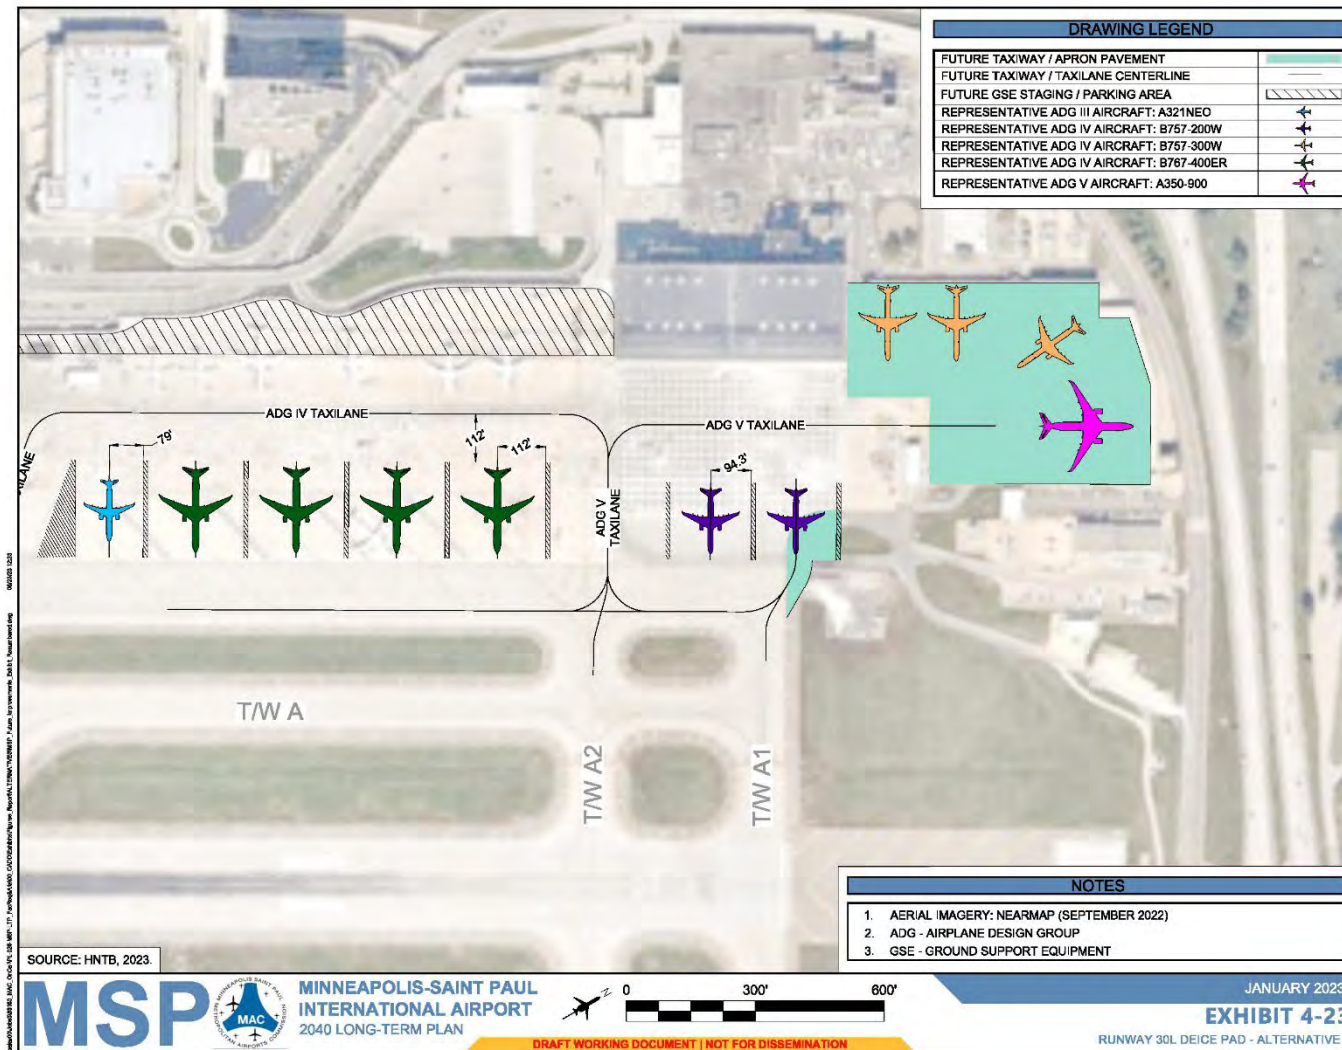 DRAWING LEGEND
FUTURE TAXIWAY / APRON PAVEMENT
FUTURE TAXIWAY / TAXILANE CENTERLINE
FUTURE GSE STAGING / PARKING AREA
REPRESENTATIVE ADG III AIRCRAFT: A321NEO
REPRESENTATIVE ADG IV AIRCRAFT: B757-200W
REPRESENTATIVE ADG IV AIRCRAFT: B757-300W
REPRESENTATIVE ADG IV AIRCRAFT: B767-400ER
REPRESENTATIVE ADG V AIRCRAFT: A350-900
ADG IV TAXILANE
79'
112'
112'
ADG V TAXILANE
94.3'
ADG V
TAXILANE
T/W A
T/W A2
T/W A1
NOTES
1. AERIAL IMAGERY: NEARMAP (SEPTEMBER 2022)
2. ADG - AIRPLANE DESIGN GROUP
3. GSE - GROUND SUPPORT EQUIPMENT
SOURCE: HNTB, 2023.
MSP
MAC
MINNEAPOLIS-SAINT PAUL
INTERNATIONAL AIRPORT
2040 LONG-TERM PLAN
Z
0 300' 600'
DRAFT WORKING DOCUMENT | NOT FOR DISSEMINATION
JANUARY 2023
EXHIBIT 4-23
RUNWAY 30L DEICE PAD - ALTERNATIVE